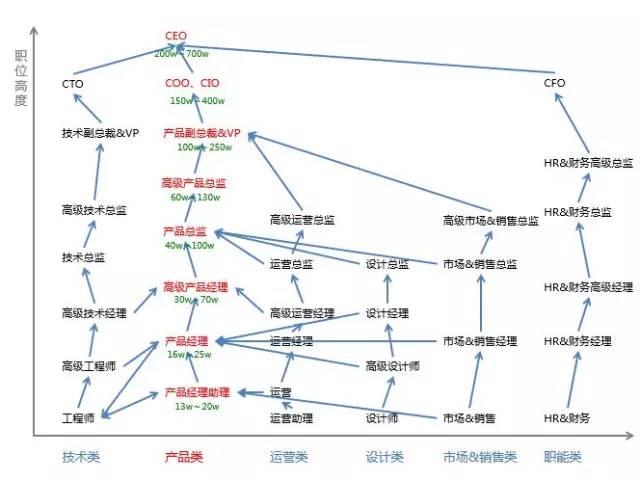 职位高度
CEO
200w~700w
CTO
COO、CIO
150w~400w
CFO
技术副总裁&VP
产品副总裁&VP
100w~250w
HR&财务高级总监
高级产品总监
60w~130w
高级技术总监
高级运营总监
高级市场&销售总监
HR&财务总监
产品总监
40w~100w
技术总监
运营总监
设计总监
市场&销售总监
高级产品经理
30w~70w
HR&财务高级经理
高级技术经理
高级运营经理
设计经理
产品经理
16w~25w
运营经理
市场&销售经理
HR&财务经理
高级工程师
高级设计师
产品经理助理
13w~20w
运营
工程师
运营助理
设计师
市场&销售
HR&财务
技术类
产品类
运营类
设计类
市场&销售类
职能类